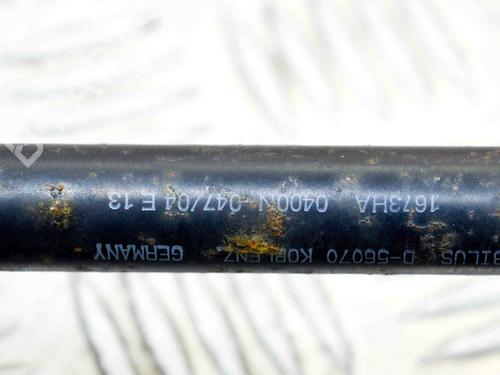 BILUS D-56070 KOBLENZ GERMANY
1673HA 0400N 047/04 E 13